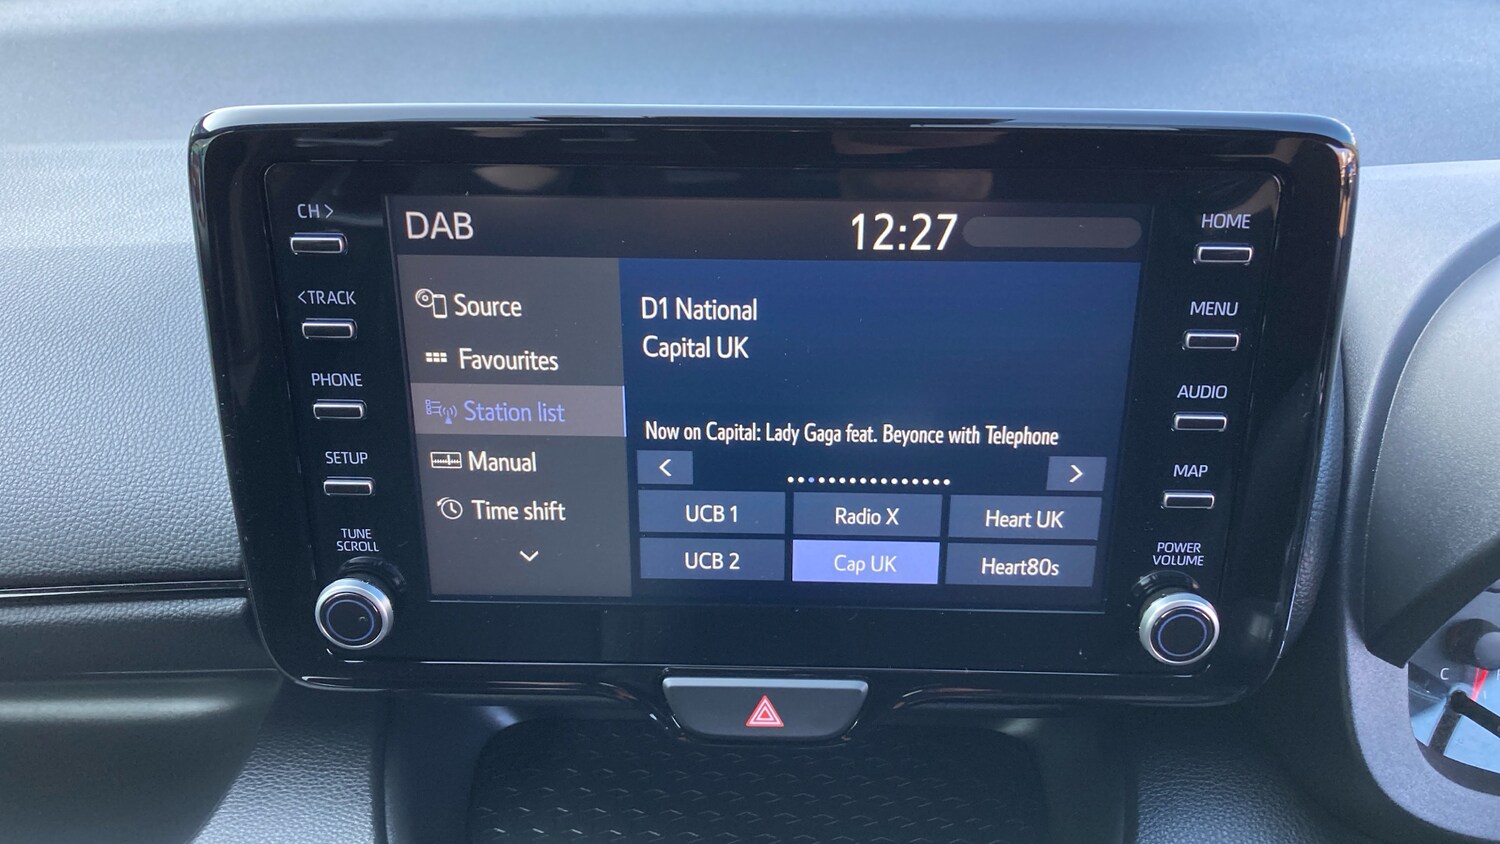 CH >
<TRACK
PHONE
SETUP
TUNE
SCROLL
DAB
12:27
Source
Favourites
Station list
Manual
Time shift
D1 National
Capital UK
Now on Capital: Lady Gaga feat. Beyonce with Telephone
< >
UCB 1 Radio X Heart UK
UCB 2 Cap UK Heart80s
HOME
MENU
AUDIO
MAP
POWER
VOLUME
C